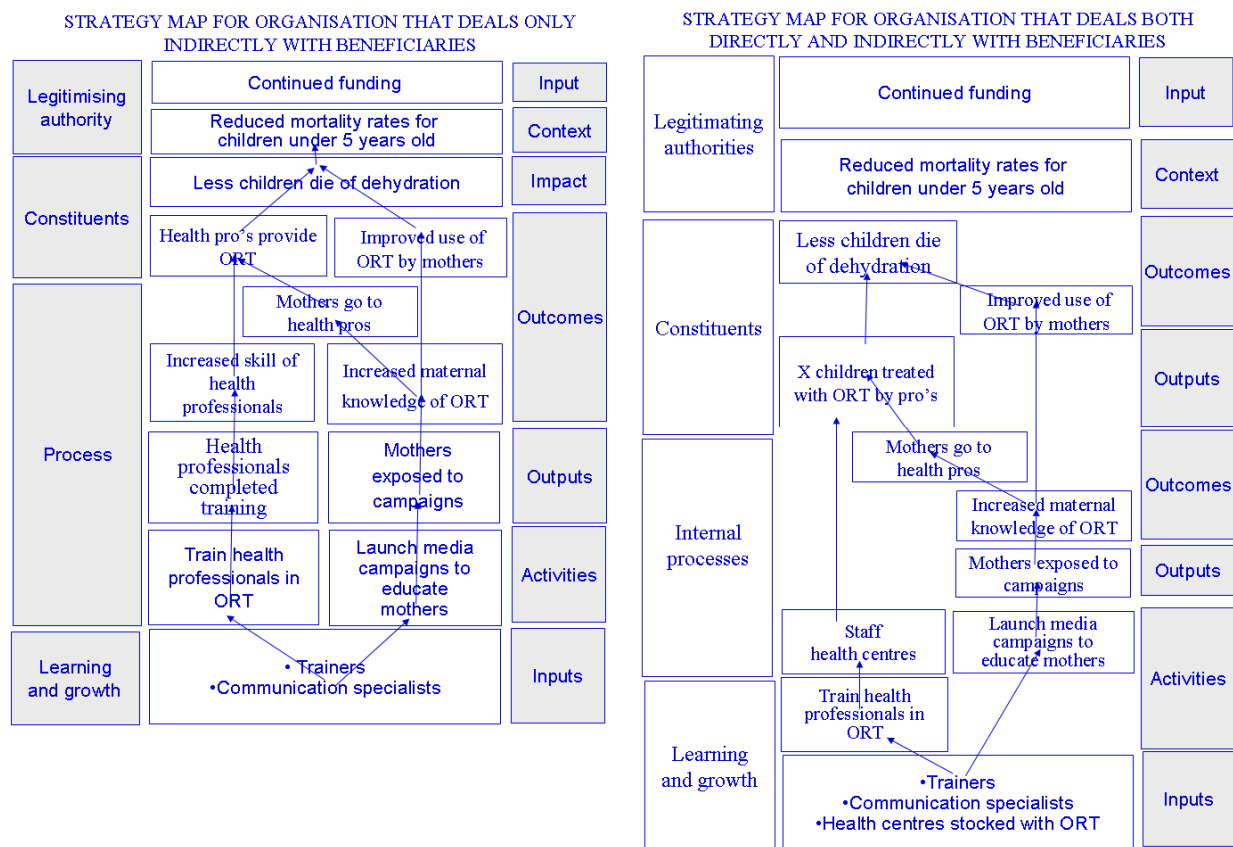 STRATEGY MAP FOR ORGANISATION THAT DEALS ONLY
INDIRECTLY WITH BENEFICIARIES
Legitimising
authority
Continued funding
Input
Reduced mortality rates for
children under 5 years old
Context
Constituents
Less children die of dehydration
Impact
Health pro's provide
ORT
Improved use of
ORT by mothers
Outcomes
Process
Mothers go to
health pros
Increased skill of
health
professionals
Increased maternal
knowledge of ORT
Health
professionals
completed
training
Mothers
exposed to
campaigns
Outputs
Train health
professionals in
ORT
Launch media
campaigns to
educate
mothers
Activities
Learning
and growth
• Trainers
•Communication specialists
Inputs
STRATEGY MAP FOR ORGANISATION THAT DEALS BOTH
DIRECTLY AND INDIRECTLY WITH BENEFICIARIES
Legitimating
authorities
Continued funding
Input
Reduced mortality rates for
children under 5 years old
Context
Constituents
Less children die
of dehydration
Outcomes
Improved use of
ORT by mothers
X children treated
with ORT by pro's
Outputs
Internal
processes
Mothers go to
health pros
Outcomes
Increased maternal
knowledge of ORT
Mothers exposed to
campaigns
Outputs
Staff
health centres
Launch media
campaigns to
educate mothers
Activities
Learning
and growth
Train health
professionals in
ORT
•Trainers
•Communication specialists
•Health centres stocked with ORT
Inputs